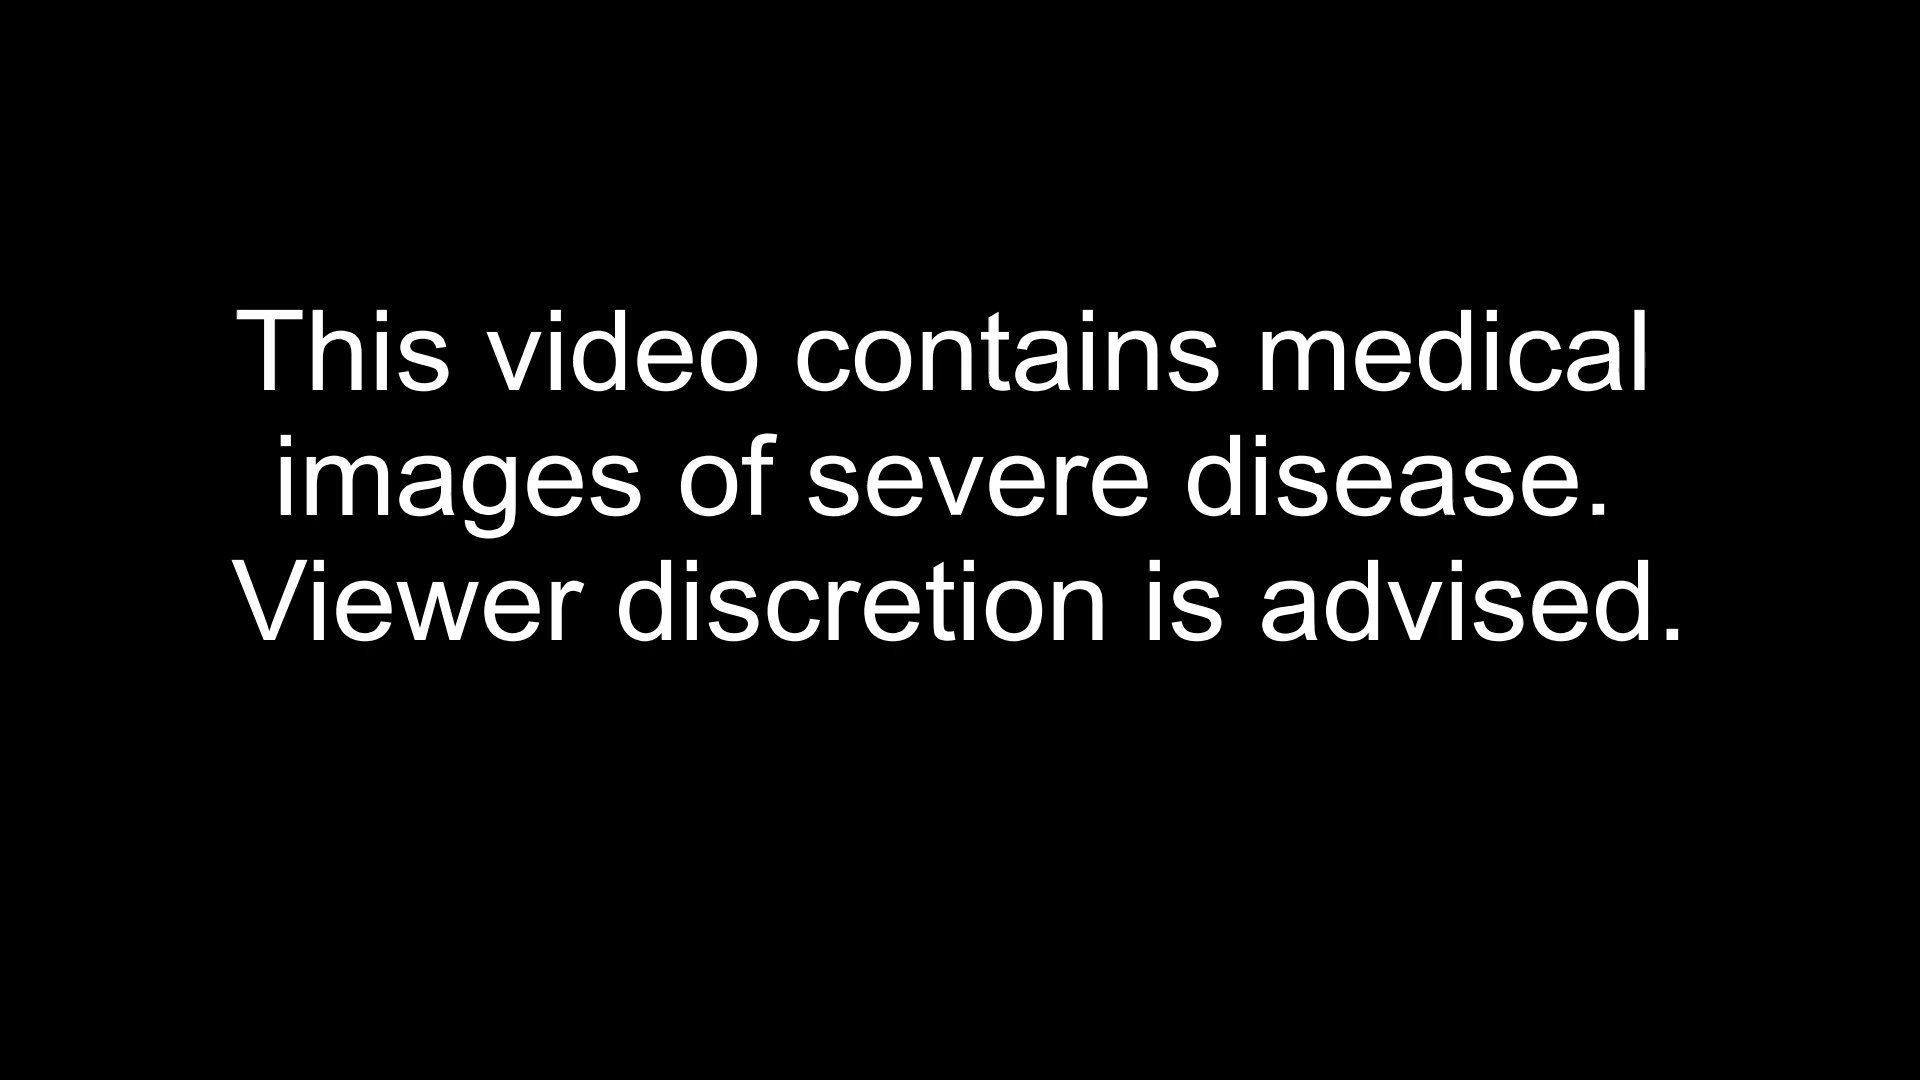 This video contains medical
images of severe disease.
Viewer discretion is advised.